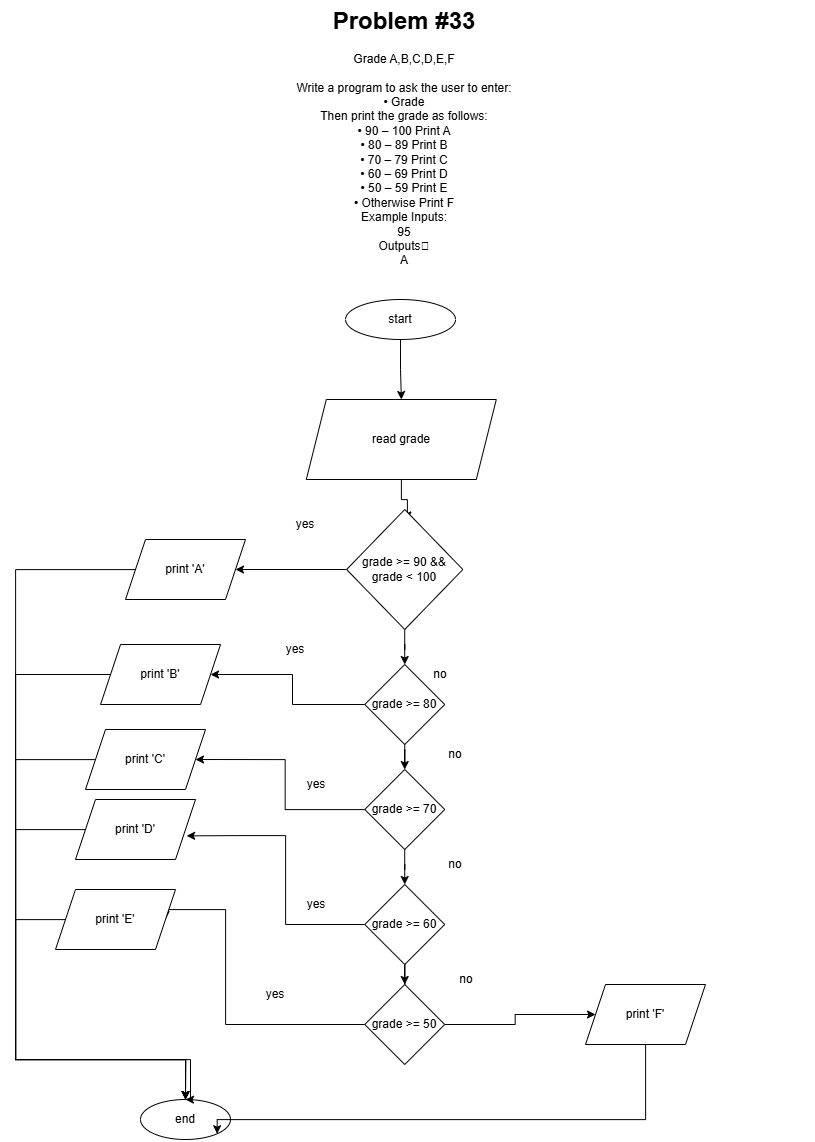 Problem #33
Grade A,B,C,D,E,F
Write a program to ask the user to enter:
• Grade
Then print the grade as follows:
• 90 – 100 Print A
• 80 – 89 Print B
• 70 – 79 Print C
• 60 – 69 Print D
• 50 – 59 Print E
• Otherwise Print F
Example Inputs:
95
Outputs
A
start
read grade
yes
grade >= 90 &&
grade < 100
print 'A'
yes
print 'B'
no
grade >= 80
no
print 'C'
yes
grade >= 70
print 'D'
no
yes
print 'E'
grade >= 60
no
yes
print 'F'
grade >= 50
end